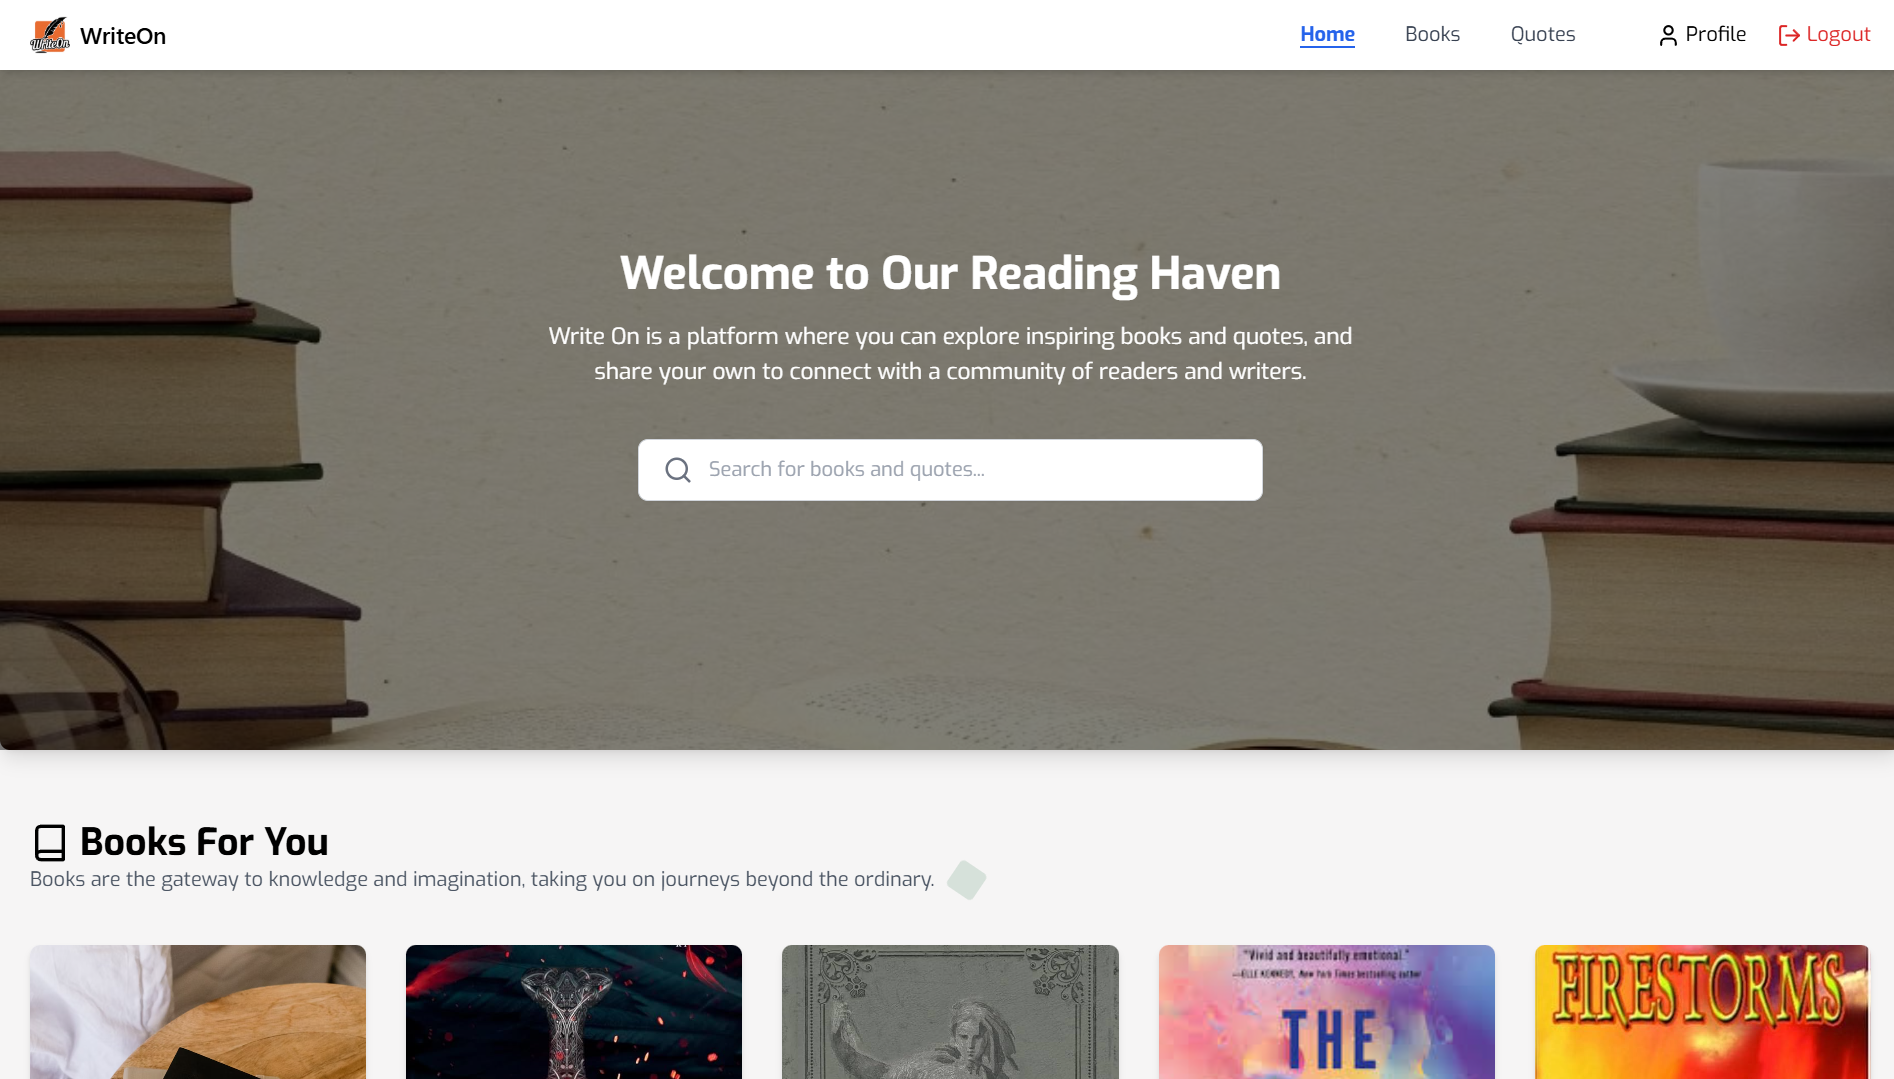 WriteOn
WriteOn
Home
Books
Quotes
Profile
Logout
Welcome to Our Reading Haven
Write On is a platform where you can explore inspiring books and quotes, and
share your own to connect with a community of readers and writers.
Search for books and quotes...
Books For You
Books are the gateway to knowledge and imagination, taking you on journeys beyond the ordinary.
"Vivid and beautifully emotional."
—ELLE KENNEDY, New York Times bestselling author
THE
FIRESTORMS